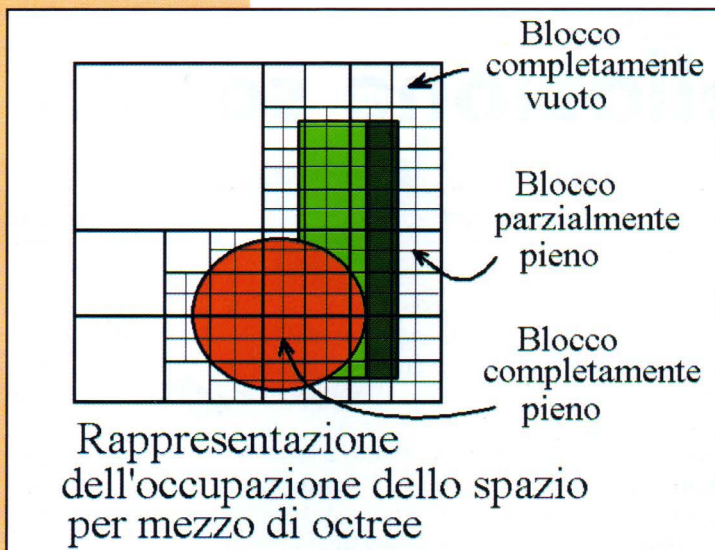 Blocco
completamente
vuoto
Blocco
parzialmente
pieno
Blocco
completamente
pieno
Rappresentazione
dell'occupazione dello spazio
per mezzo di octree